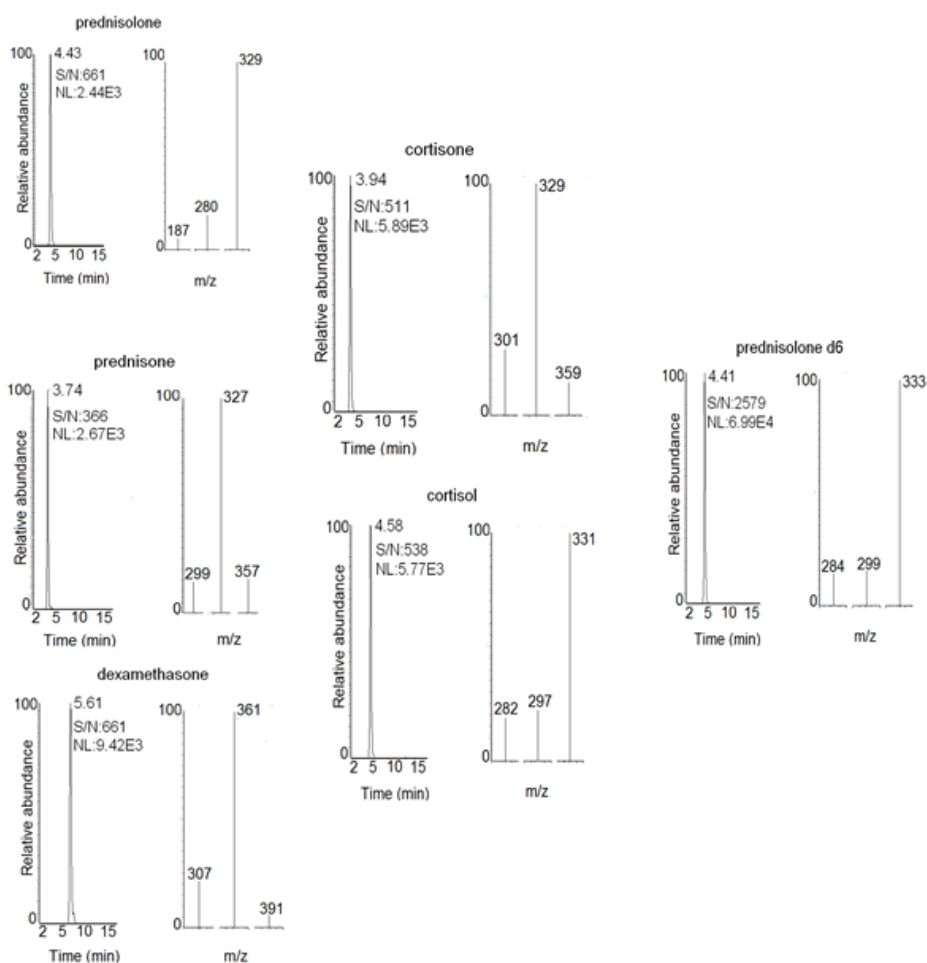 prednisolone
100
4.43
S/N:661
NL:2.44E3
Relative abundance
0
2 5 10 15
Time (min)
100
329
280
187
0
m/z
cortisone
100
3.94
S/N:511
NL:5.89E3
Relative abundance
0
2 5 10 15
Time (min)
100
329
301
359
0
m/z
prednisone
100
3.74
S/N:366
NL:2.67E3
Relative abundance
0
2 5 10 15
Time (min)
100
327
299
357
0
m/z
prednisolone d6
100
4.41
S/N:2579
NL:6.99E4
Relative abundance
0
2 5 10 15
Time (min)
100
333
284
299
0
m/z
cortisol
100
4.58
S/N:538
NL:5.77E3
Relative abundance
0
2 5 10 15
Time (min)
100
331
282
297
0
m/z
dexamethasone
100
5.61
S/N:661
NL:9.42E3
Relative abundance
0
2 5 10 15
Time (min)
100
361
307
391
0
m/z